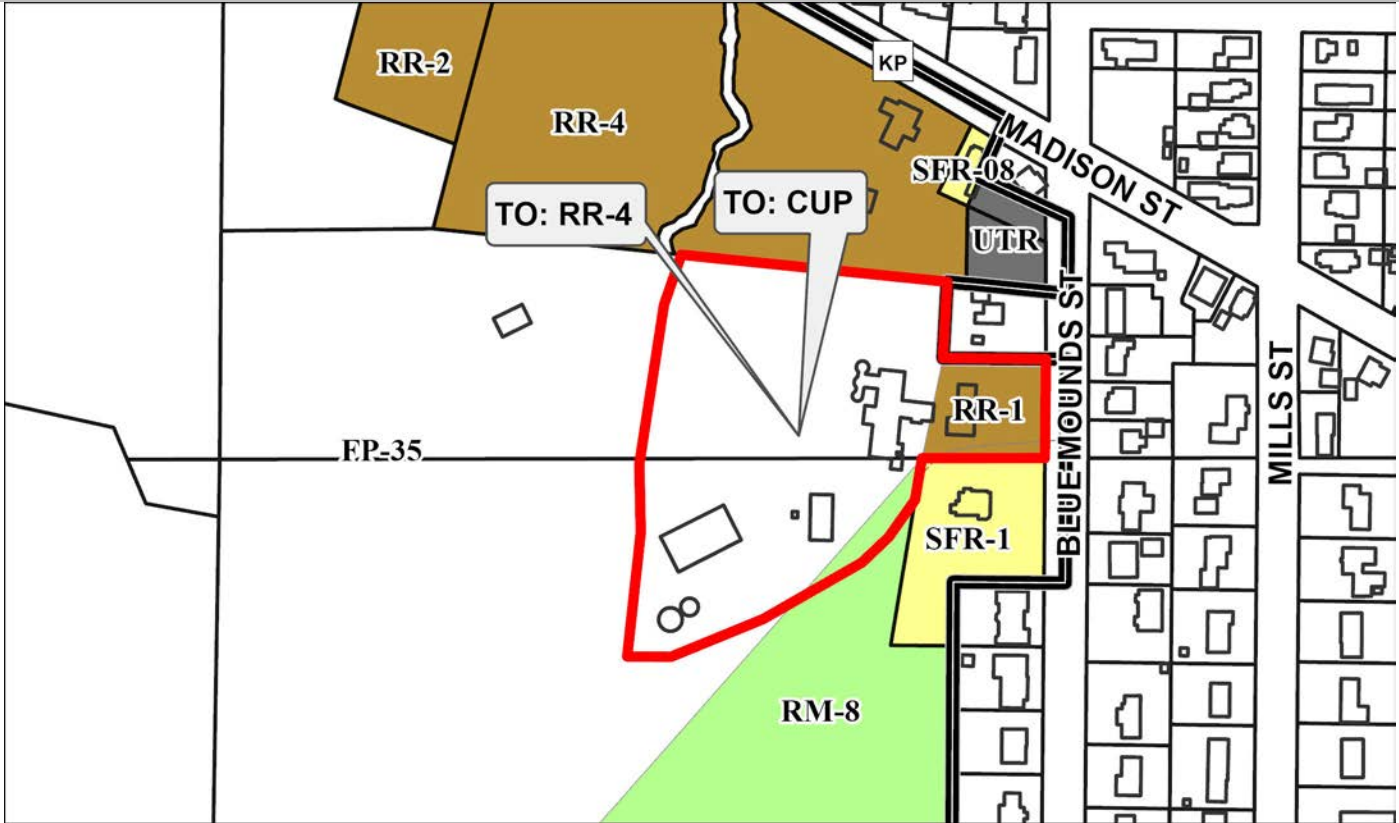 RR-2
KP
RR-4
MADISON ST
SFR-08
TO: RR-4
TO: CUP
UTR
BLUE MOUNDS ST
MILLS ST
RR-1
FP-35
SFR-1
RM-8